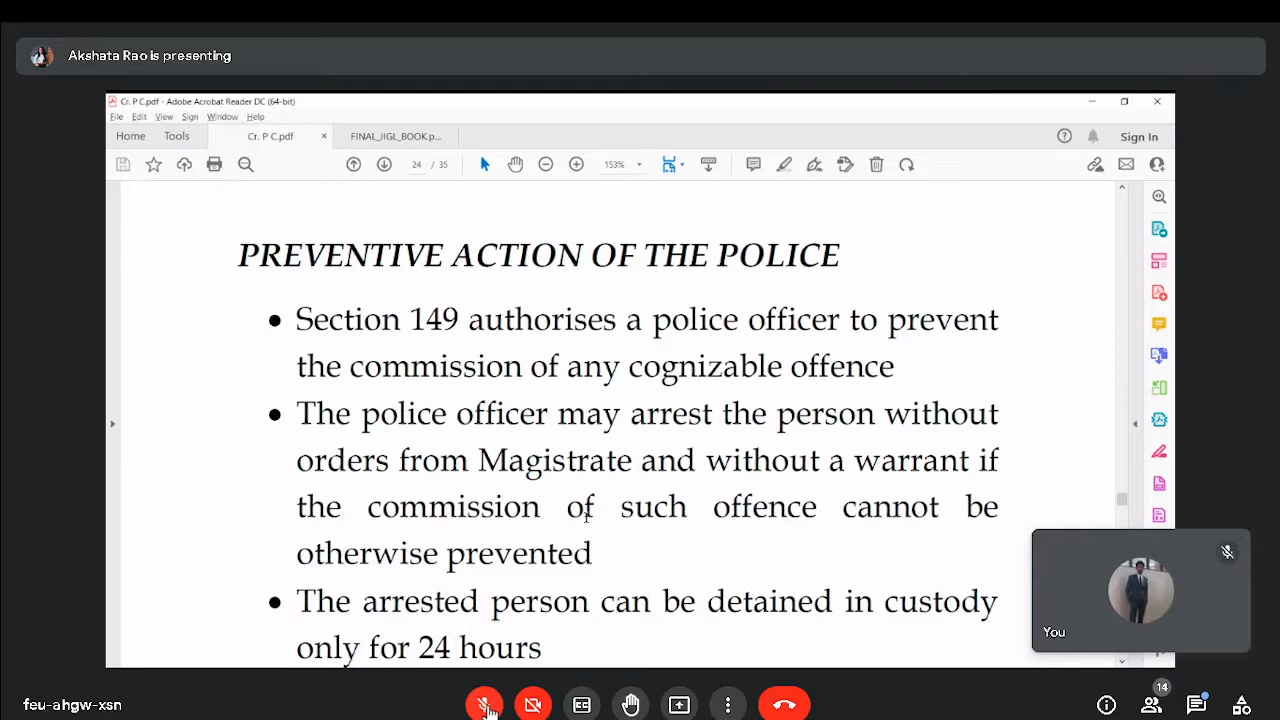 Akshata Rao is presenting
Cr. P C.pdf - Adobe Acrobat Reader DC (64-bit)
File Edit View Sign Window Help
Home Tools Cr. P C.pdf × FINAL_JIGL_BOOK.p... Sign In
24 / 35 153%
PREVENTIVE ACTION OF THE POLICE
• Section 149 authorises a police officer to prevent
the commission of any cognizable offence
• The police officer may arrest the person without
orders from Magistrate and without a warrant if
the commission of such offence cannot be
otherwise prevented
• The arrested person can be detained in custody
only for 24 hours
You
feu-ahgw-xsn
14